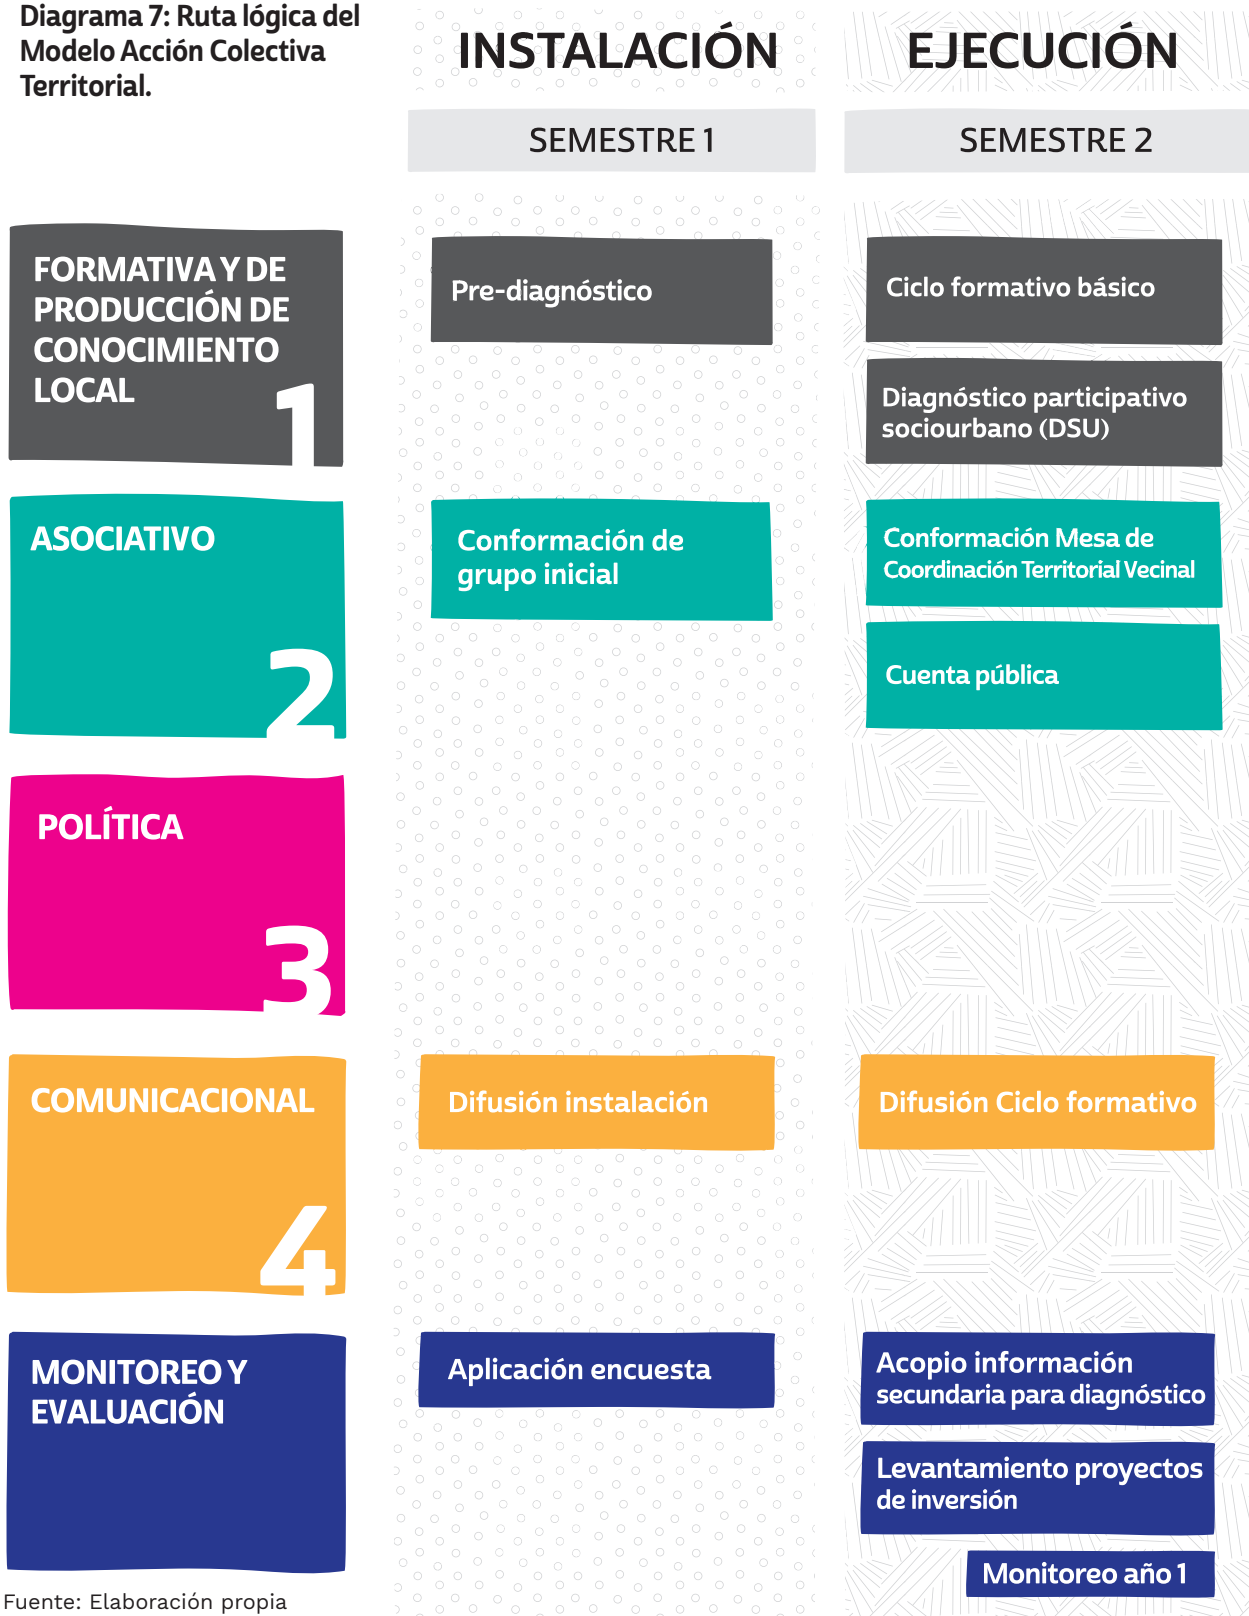 Diagrama 7: Ruta lógica del
Modelo Acción Colectiva
Territorial.
INSTALACIÓN
EJECUCIÓN
SEMESTRE 1
SEMESTRE 2
FORMATIVA Y DE
PRODUCCIÓN DE
CONOCIMIENTO
LOCAL
1
Pre-diagnóstico
Ciclo formativo básico
Diagnóstico participativo
sociourbano (DSU)
ASOCIATIVO
2
Conformación de
grupo inicial
Conformación Mesa de
Coordinación Territorial Vecinal
Cuenta pública
POLÍTICA
3
COMUNICACIONAL
4
Difusión instalación
Difusión Ciclo formativo
MONITOREO Y
EVALUACIÓN
Aplicación encuesta
Acopio información
secundaria para diagnóstico
Levantamiento proyectos
de inversión
Monitoreo año 1
Fuente: Elaboración propia